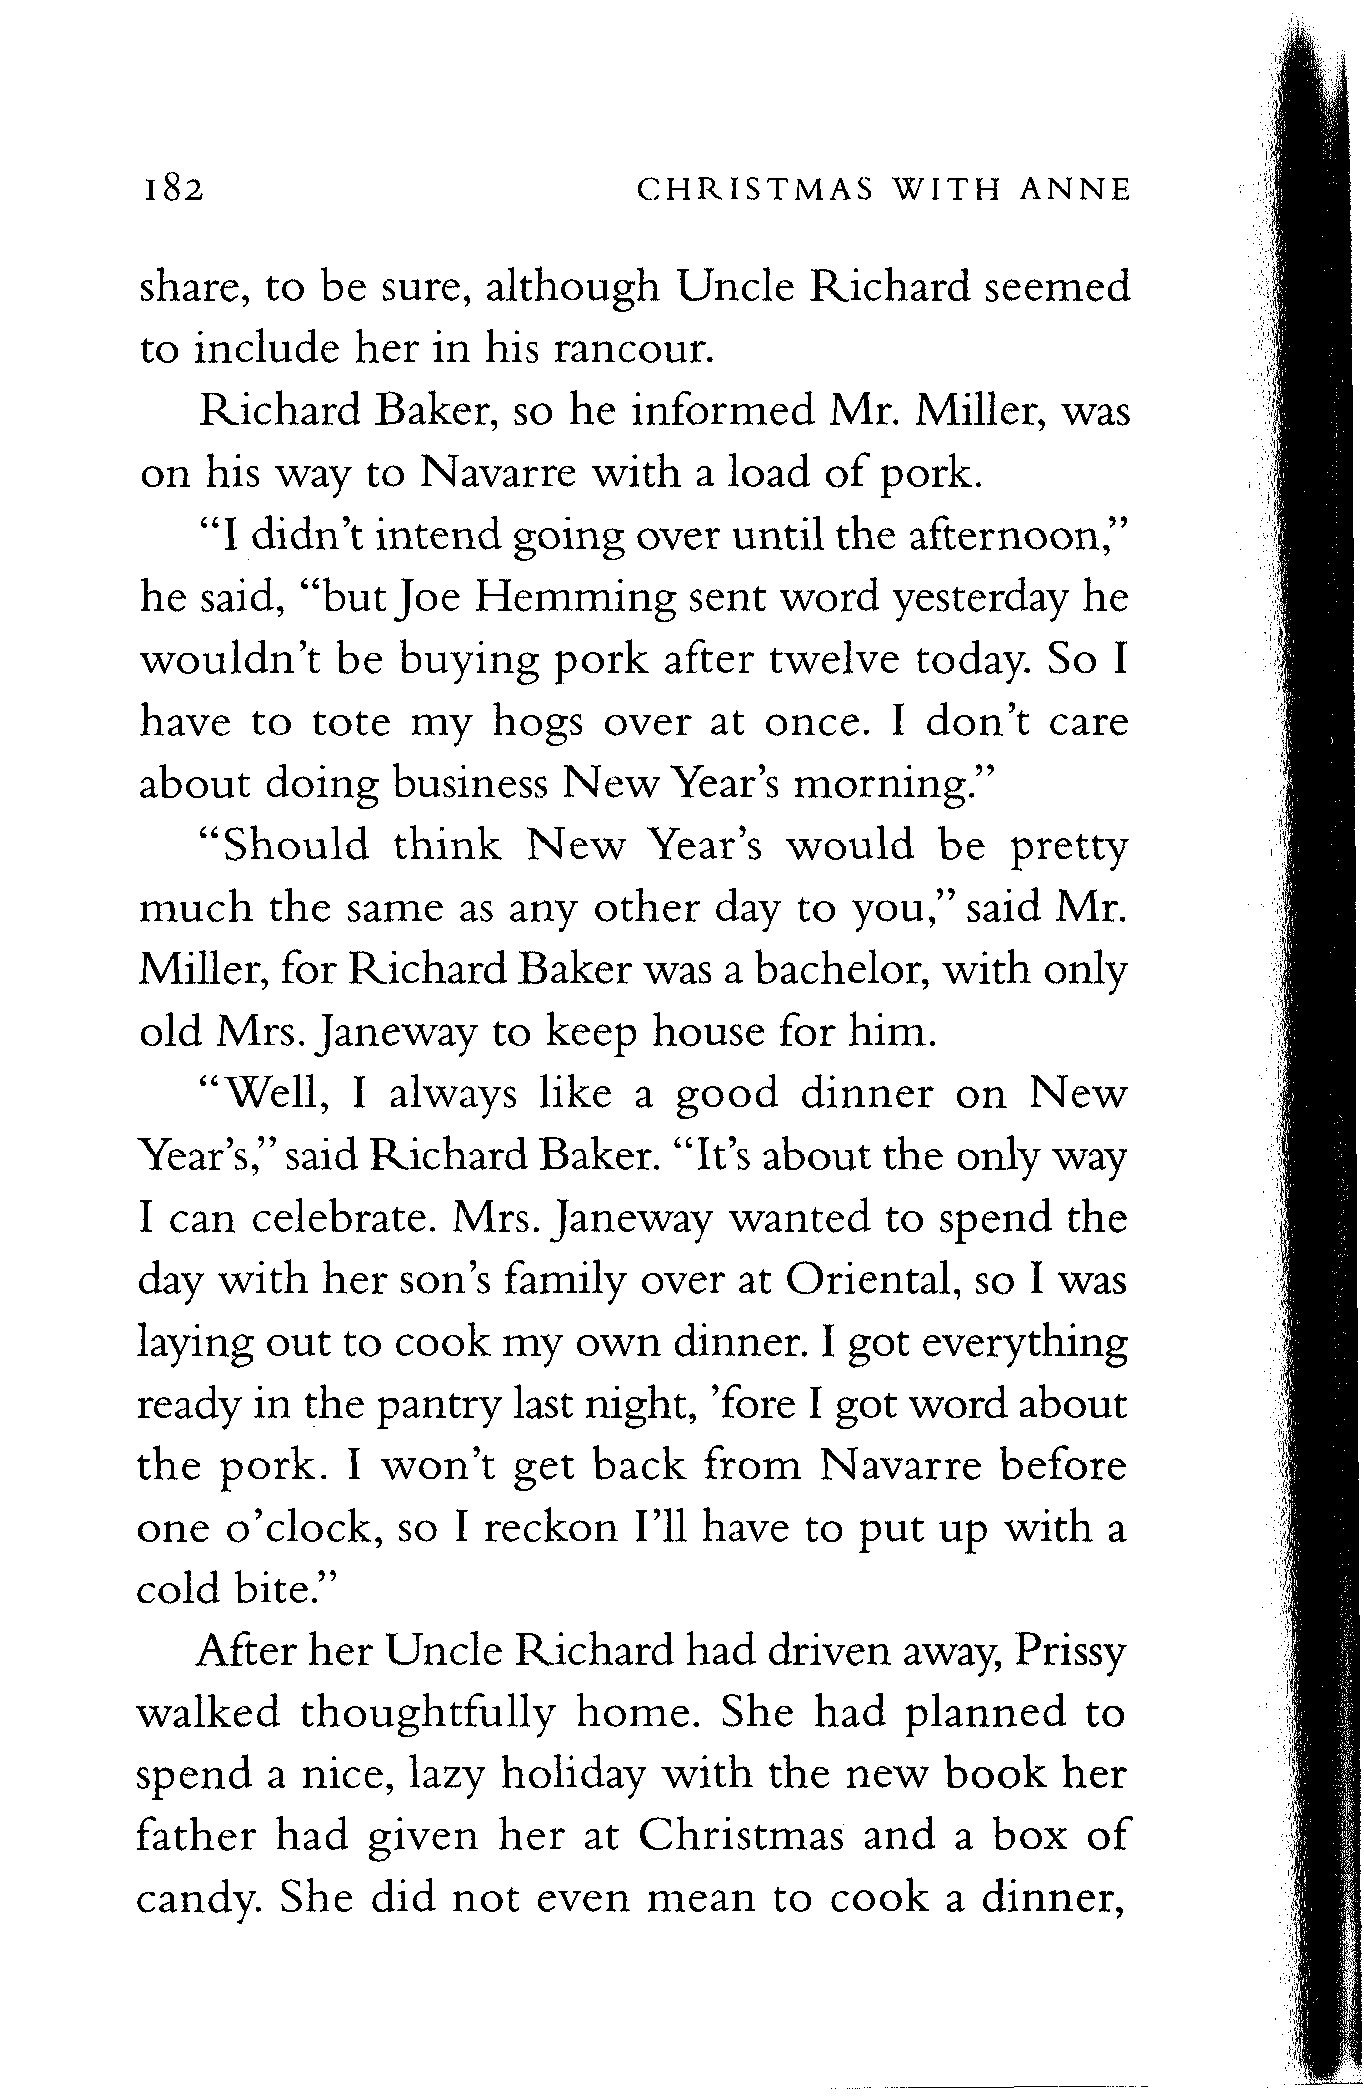 182 CHRISTMAS WITH ANNE
share, to be sure, although Uncle Richard seemed
to include her in his rancour.
Richard Baker, so he informed Mr. Miller, was
on his way to Navarre with a load of pork.
“I didn’t intend going over until the afternoon,”
he said, “but Joe Hemming sent word yesterday he
wouldn’t be buying pork after twelve today. So I
have to tote my hogs over at once. I don’t care
about doing business New Year’s morning.”
“Should think New Year’s would be pretty
much the same as any other day to you,” said Mr.
Miller, for Richard Baker was a bachelor, with only
old Mrs. Janeway to keep house for him.
“Well, I always like a good dinner on New
Year’s,” said Richard Baker. “It’s about the only way
I can celebrate. Mrs. Janeway wanted to spend the
day with her son’s family over at Oriental, so I was
laying out to cook my own dinner. I got everything
ready in the pantry last night, ’fore I got word about
the pork. I won’t get back from Navarre before
one o’clock, so I reckon I’ll have to put up with a
cold bite.”
After her Uncle Richard had driven away, Prissy
walked thoughtfully home. She had planned to
spend a nice, lazy holiday with the new book her
father had given her at Christmas and a box of
candy. She did not even mean to cook a dinner,